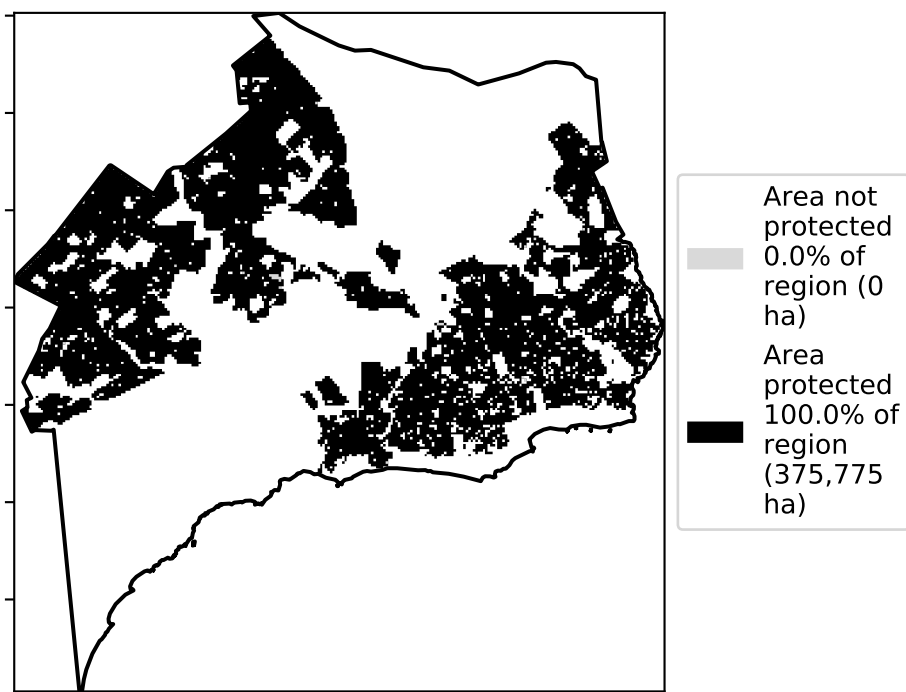 Area not
protected
0.0% of
region (0
ha)
Area
protected
100.0% of
region
(375,775
ha)